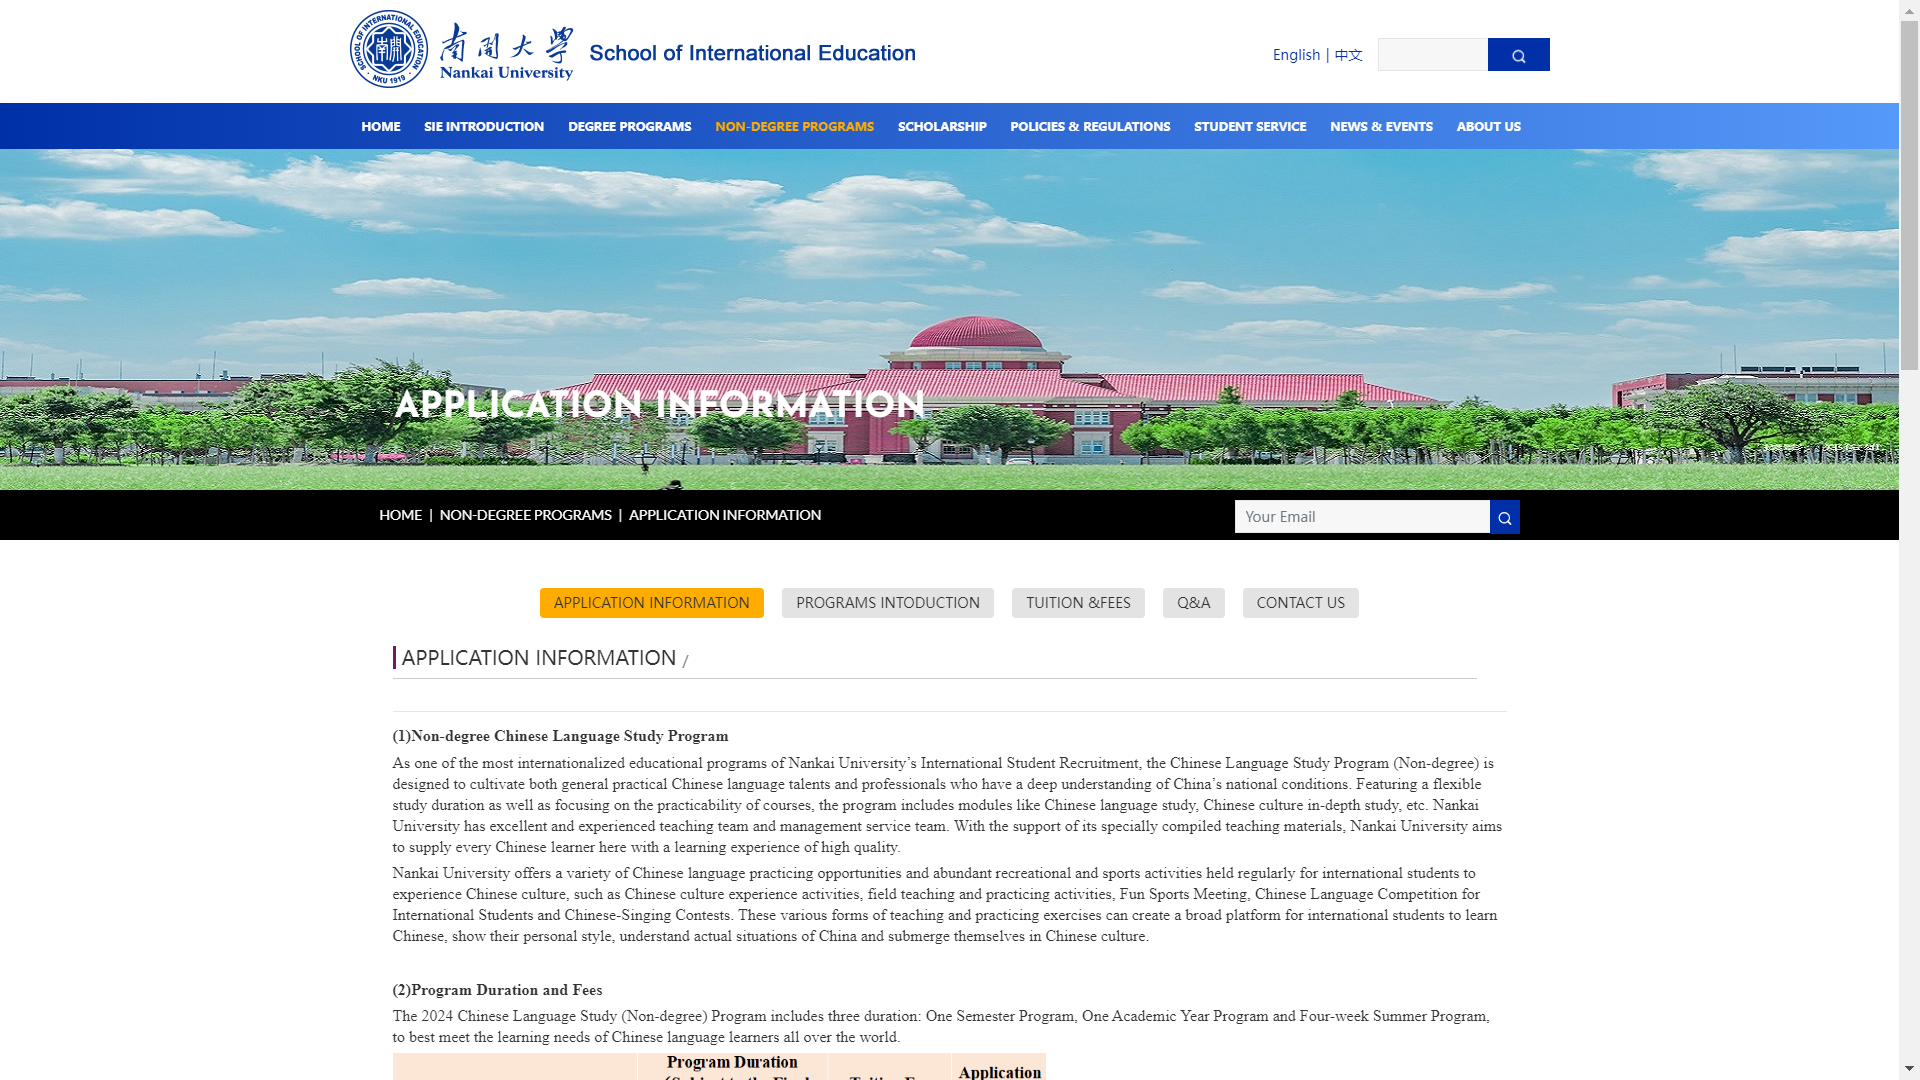 SCHOOL OF INTERNATIONAL EDUCATION
南開
NKU 1919
南開大學
Nankai University
School of International Education
English | 中文
HOME SIE INTRODUCTION DEGREE PROGRAMS NON-DEGREE PROGRAMS SCHOLARSHIP POLICIES & REGULATIONS STUDENT SERVICE NEWS & EVENTS ABOUT US
APPLICATION INFORMATION
HOME | NON-DEGREE PROGRAMS | APPLICATION INFORMATION
Your Email
APPLICATION INFORMATION PROGRAMS INTODUCTION TUITION &FEES Q&A CONTACT US
APPLICATION INFORMATION /
(1)Non-degree Chinese Language Study Program
As one of the most internationalized educational programs of Nankai University’s International Student Recruitment, the Chinese Language Study Program (Non-degree) is
designed to cultivate both general practical Chinese language talents and professionals who have a deep understanding of China’s national conditions. Featuring a flexible
study duration as well as focusing on the practicability of courses, the program includes modules like Chinese language study, Chinese culture in-depth study, etc. Nankai
University has excellent and experienced teaching team and management service team. With the support of its specially compiled teaching materials, Nankai University aims
to supply every Chinese learner here with a learning experience of high quality.
Nankai University offers a variety of Chinese language practicing opportunities and abundant recreational and sports activities held regularly for international students to
experience Chinese culture, such as Chinese culture experience activities, field teaching and practicing activities, Fun Sports Meeting, Chinese Language Competition for
International Students and Chinese-Singing Contests. These various forms of teaching and practicing exercises can create a broad platform for international students to learn
Chinese, show their personal style, understand actual situations of China and submerge themselves in Chinese culture.
(2)Program Duration and Fees
The 2024 Chinese Language Study (Non-degree) Program includes three duration: One Semester Program, One Academic Year Program and Four-week Summer Program,
to best meet the learning needs of Chinese language learners all over the world.
Program Duration
Application